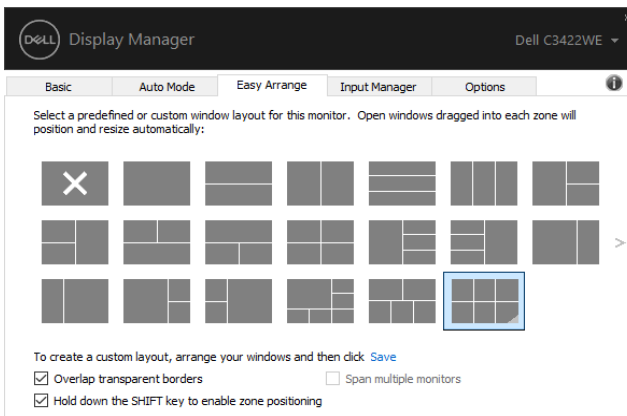 DELL Display Manager
Dell C3422WE
Basic Auto Mode Easy Arrange Input Manager Options
Select a predefined or custom window layout for this monitor. Open windows dragged into each zone will
position and resize automatically:
To create a custom layout, arrange your windows and then click Save
Overlap transparent borders
Span multiple monitors
Hold down the SHIFT key to enable zone positioning